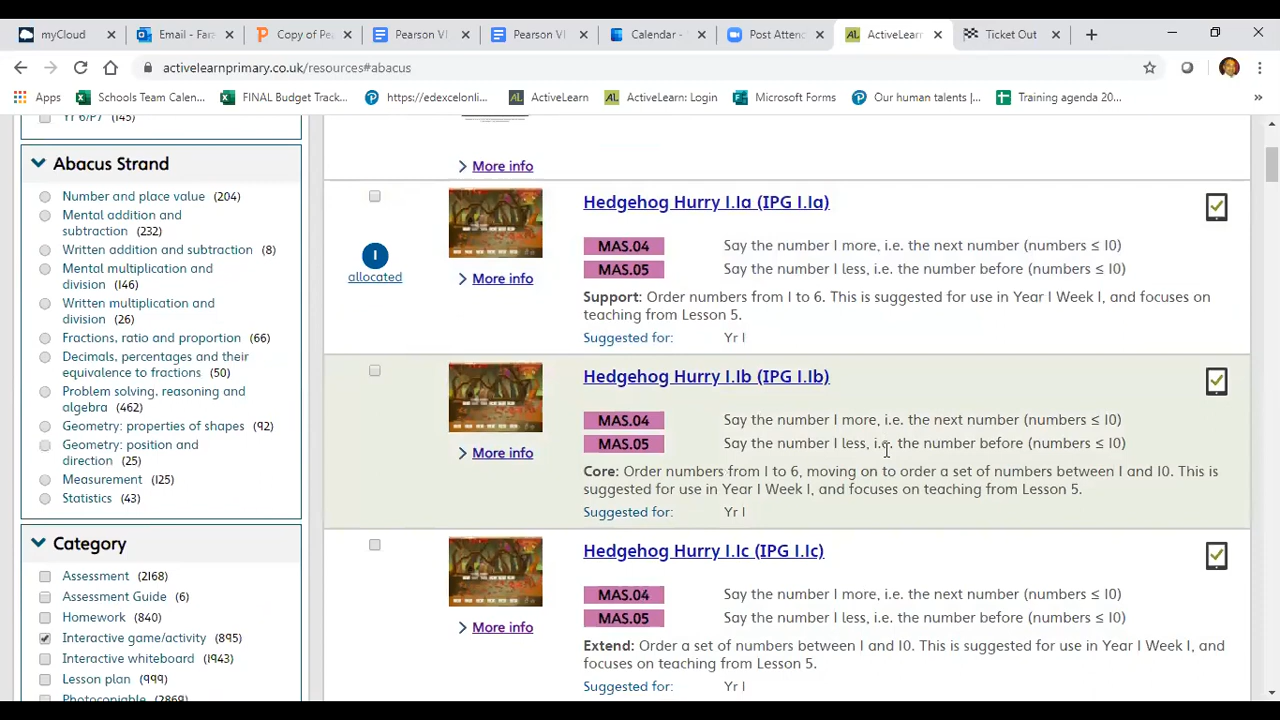 myCloud
Email - Fara
Copy of Pe
Pearson VI
Pearson VI
Calendar -
Post Attend
ActiveLearn
Ticket Out
activelearnprimary.co.uk/resources#abacus
Apps
Schools Team Calen...
FINAL Budget Track...
https://edexcelonli...
ActiveLearn
ActiveLearn: Login
Microsoft Forms
Our human talents |...
Training agenda 20...
Yr 6/P7 (145)
Abacus Strand
Number and place value (204)
Mental addition and
subtraction (232)
Written addition and subtraction (8)
Mental multiplication and
division (146)
Written multiplication and
division (26)
Fractions, ratio and proportion (66)
Decimals, percentages and their
equivalence to fractions (50)
Problem solving, reasoning and
algebra (462)
Geometry: properties of shapes (92)
Geometry: position and
direction (25)
Measurement (125)
Statistics (43)
Category
Assessment (2168)
Assessment Guide (6)
Homework (840)
Interactive game/activity (895)
Interactive whiteboard (1943)
Lesson plan (999)
Photocopiable (2869)
More info
Hedgehog Hurry 1.1a (IPG 1.1a)
1
allocated
More info
MAS.04 Say the number 1 more, i.e. the next number (numbers ≤ 10)
MAS.05 Say the number 1 less, i.e. the number before (numbers ≤ 10)
Support: Order numbers from 1 to 6. This is suggested for use in Year 1 Week 1, and focuses on
teaching from Lesson 5.
Suggested for: Yr 1
Hedgehog Hurry 1.1b (IPG 1.1b)
More info
MAS.04 Say the number 1 more, i.e. the next number (numbers ≤ 10)
MAS.05 Say the number 1 less, i.e. the number before (numbers ≤ 10)
Core: Order numbers from 1 to 6, moving on to order a set of numbers between 1 and 10. This is
suggested for use in Year 1 Week 1, and focuses on teaching from Lesson 5.
Suggested for: Yr 1
Hedgehog Hurry 1.1c (IPG 1.1c)
More info
MAS.04 Say the number 1 more, i.e. the next number (numbers ≤ 10)
MAS.05 Say the number 1 less, i.e. the number before (numbers ≤ 10)
Extend: Order a set of numbers between 1 and 10. This is suggested for use in Year 1 Week 1, and
focuses on teaching from Lesson 5.
Suggested for: Yr 1